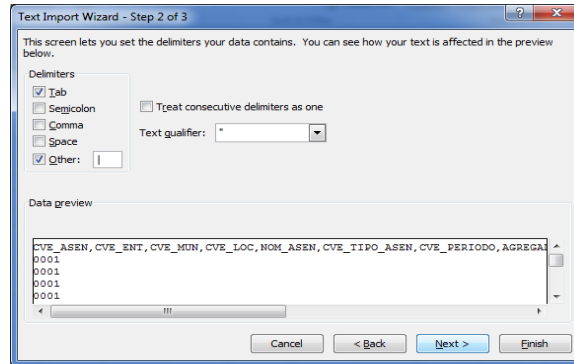 Text Import Wizard - Step 2 of 3
This screen lets you set the delimiters your data contains. You can see how your text is affected in the preview
below.
Delimiters
Tab
Semicolon
Comma
Space
Other: |
Treat consecutive delimiters as one
Text qualifier: "
Data preview
CVE_ASEN,CVE_ENT,CVE_MUN,CVE_LOC,NOM_ASEN,CVE_TIPO_ASEN,CVE_PERIODO,AGREGAD
0001
0001
0001
0001
Cancel < Back Next > Finish